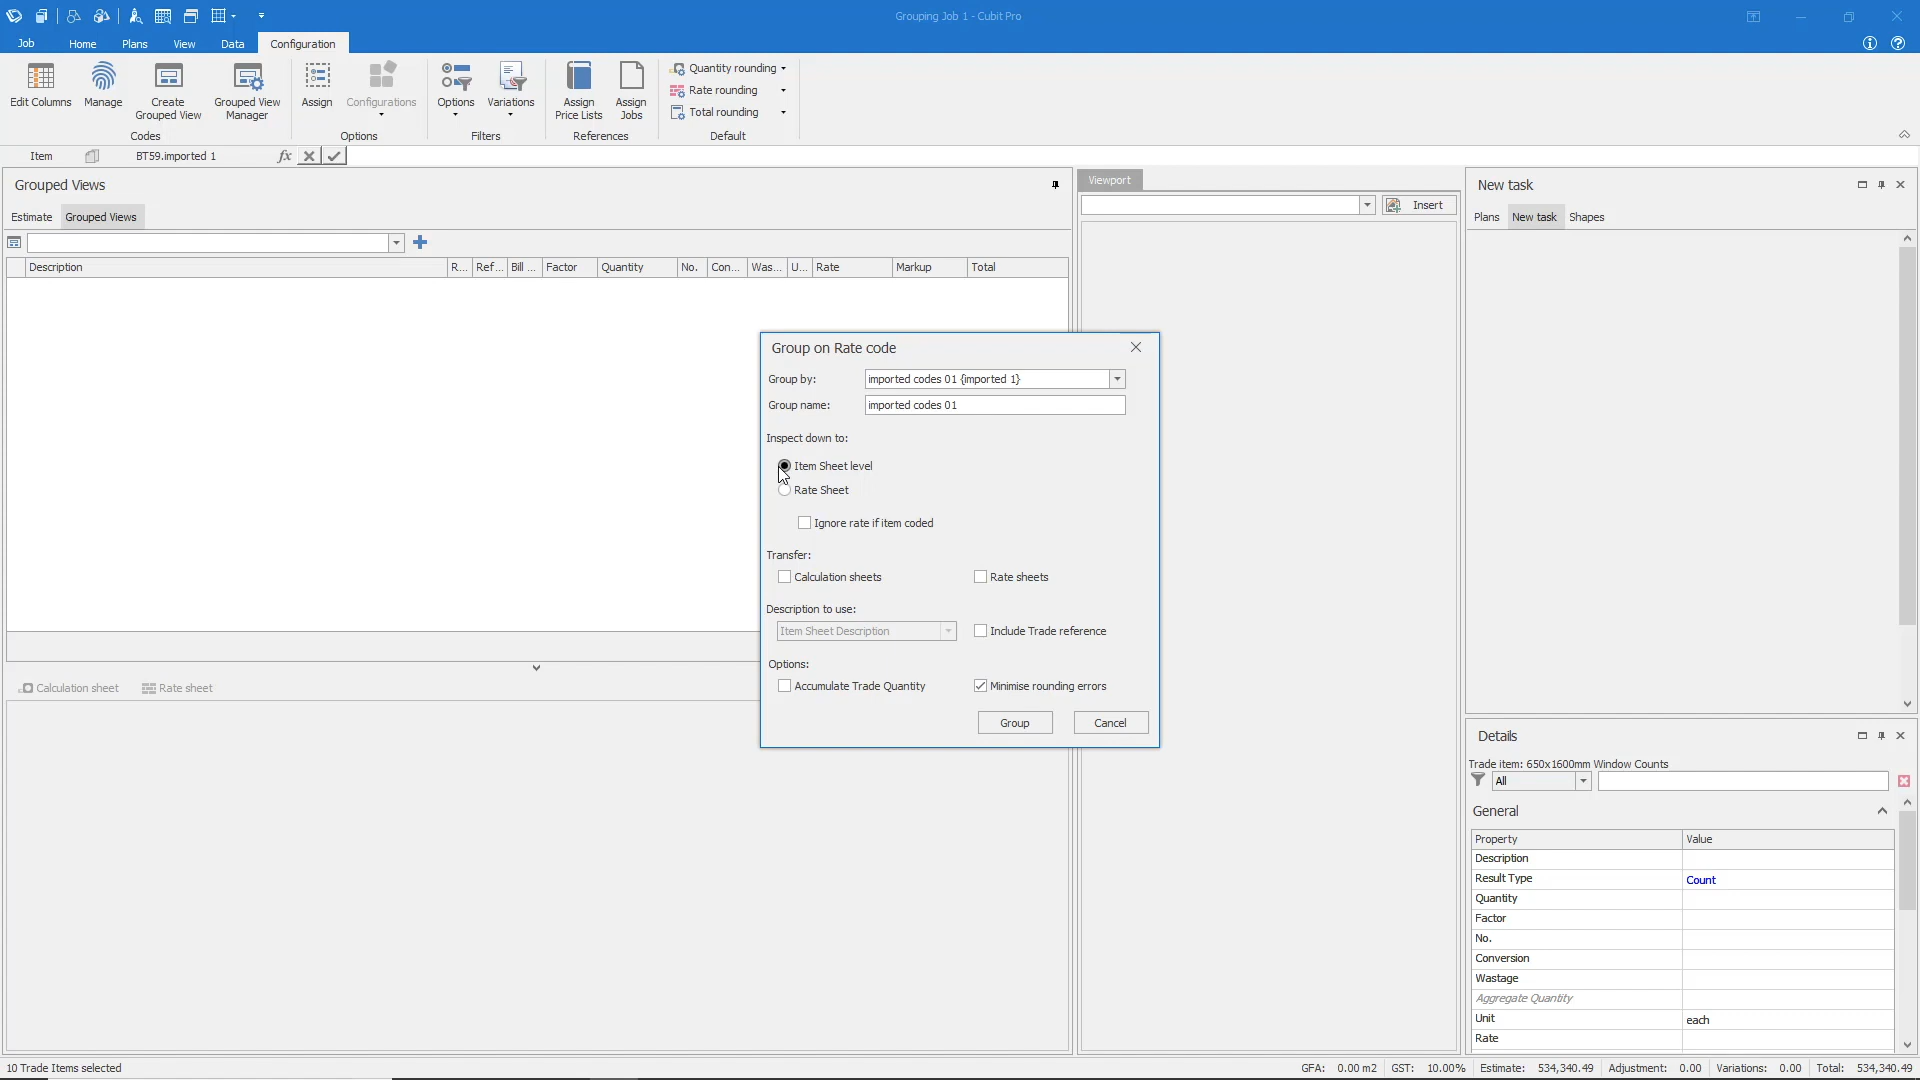 Grouping Job 1 - Cubit Pro
Job Home Plans View Data Configuration
Edit Columns Manage Create Grouped View Grouped View Manager Assign Configurations Options Variations Assign Price Lists Assign Jobs
Quantity rounding
Rate rounding
Total rounding
Codes Options Filters References Default
Item BT59.imported 1 fx
Grouped Views
Estimate Grouped Views
Description R... Ref... Bill ... Factor Quantity No. Con... Was... U... Rate Markup Total
Calculation sheet Rate sheet
Viewport
Insert
Group on Rate code
Group by: imported codes 01 {imported 1}
Group name: imported codes 01
Inspect down to:
Item Sheet level
Rate Sheet
Ignore rate if item coded
Transfer:
Calculation sheets Rate sheets
Description to use:
Item Sheet Description Include Trade reference
Options:
Accumulate Trade Quantity Minimise rounding errors
Group Cancel
New task
Plans New task Shapes
Details
Trade item: 650x1600mm Window Counts
All
General
Property Value
Description
Result Type Count
Quantity
Factor
No.
Conversion
Wastage
Aggregate Quantity
Unit each
Rate
10 Trade Items selected
GFA: 0.00 m2 GST: 10.00% Estimate: 534,340.49 Adjustment: 0.00 Variations: 0.00 Total: 534,340.49